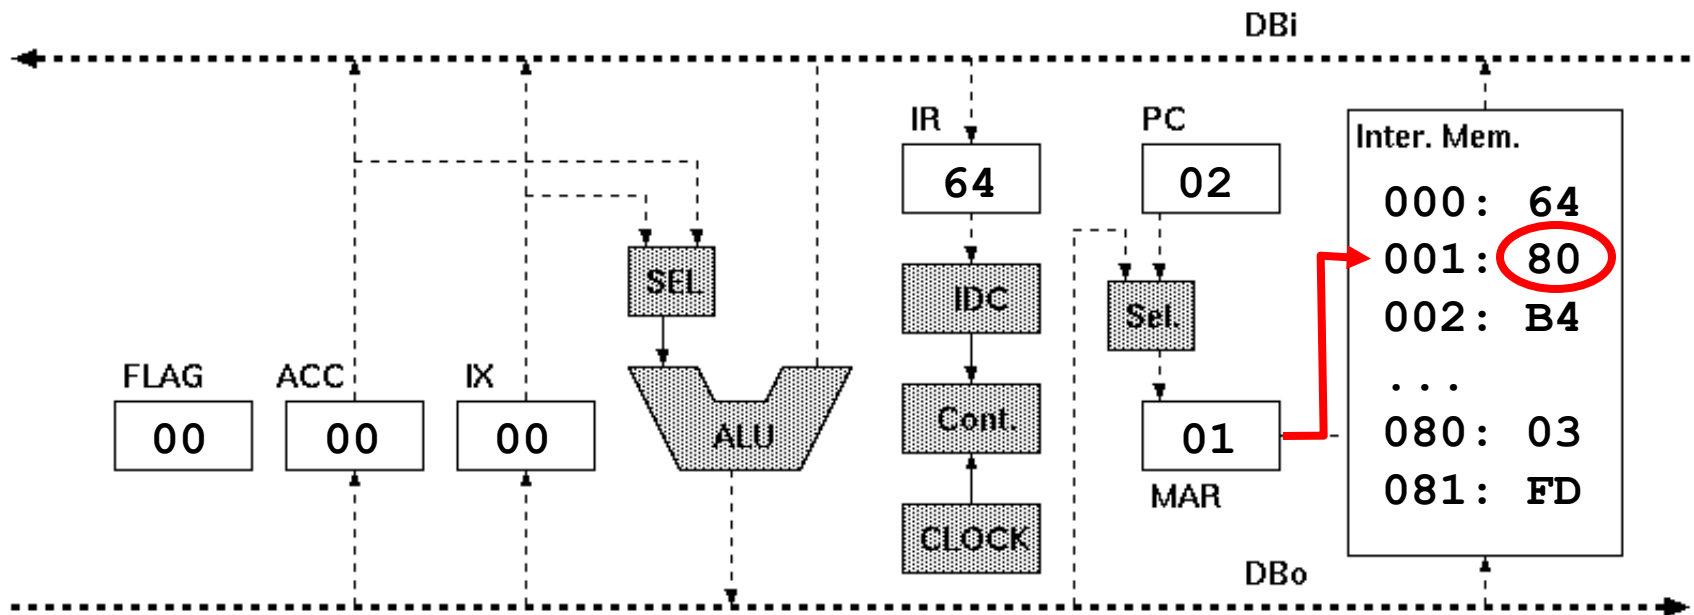 DBi
IR
64
PC
02
Inter. Mem.
000: 64
001: 80
002: B4
...
080: 03
081: FD
SEL
IDC
Sel.
FLAG
00
ACC
00
IX
00
ALU
Cont.
01
MAR
CLOCK
DBo